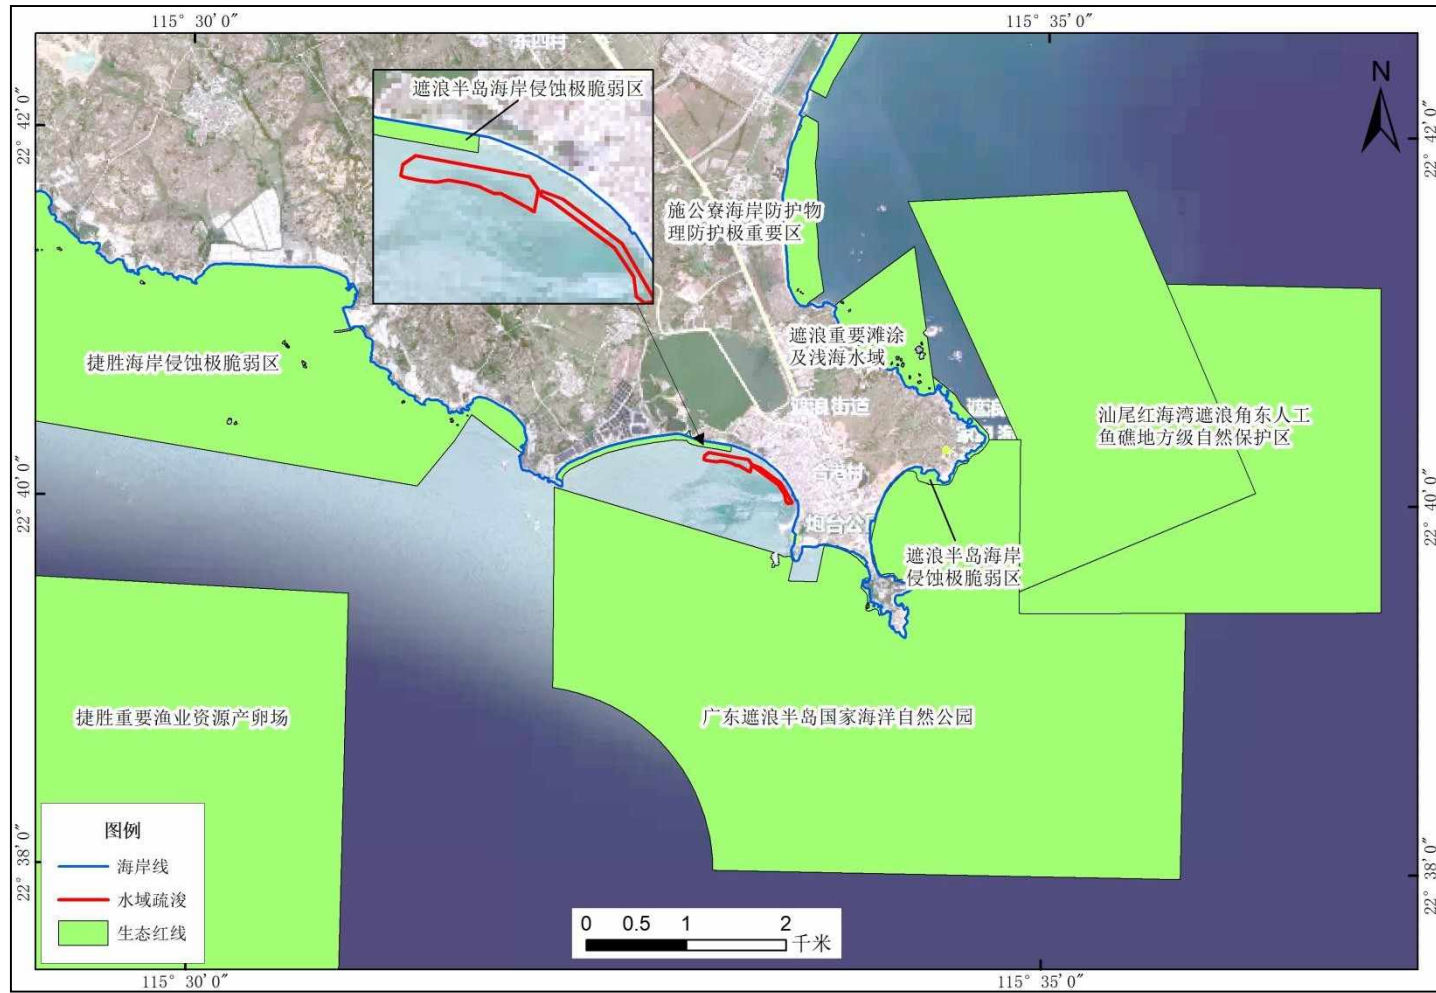 115° 30′ 0″
115° 35′ 0″
22° 42′ 0″
22° 42′ 0″
N
遮浪半岛海岸侵蚀极脆弱区
施公寮海岸防护物
理防护极重要区
捷胜海岸侵蚀极脆弱区
遮浪重要滩涂
及浅海水域
遮浪街道
遮浪
汕尾红海湾遮浪角东人工
鱼礁地方级自然保护区
22° 40′ 0″
22° 40′ 0″
炮台公
遮浪半岛海岸
侵蚀极脆弱区
捷胜重要渔业资源产卵场
广东遮浪半岛国家海洋自然公园
图例
海岸线
水域疏浚
生态红线
22° 38′ 0″
22° 38′ 0″
0 0.5 1 2
千米
115° 30′ 0″
115° 35′ 0″